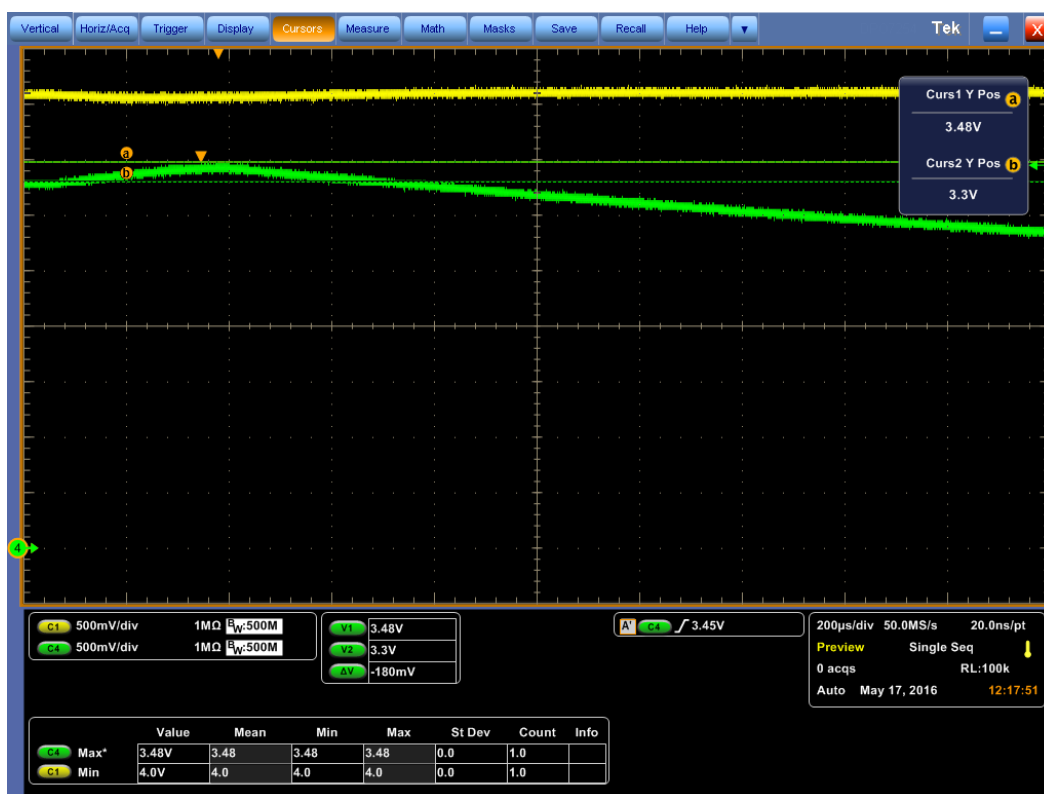 Vertical Horiz/Acq Trigger Display Cursors Measure Math Masks Save Recall Help Tek X
Curs1 Y Pos a
3.48V
Curs2 Y Pos b
3.3V
a
b
4
C1 500mV/div 1MΩ BW:500M
C4 500mV/div 1MΩ BW:500M
V1 3.48V
V2 3.3V
ΔV -180mV
A' C4 3.45V
200µs/div 50.0MS/s 20.0ns/pt
Preview Single Seq
0 acqs RL:100k
Auto May 17, 2016 12:17:51
Value Mean Min Max St Dev Count Info
C4 Max* 3.48V 3.48 3.48 3.48 0.0 1.0
C1 Min 4.0V 4.0 4.0 4.0 0.0 1.0